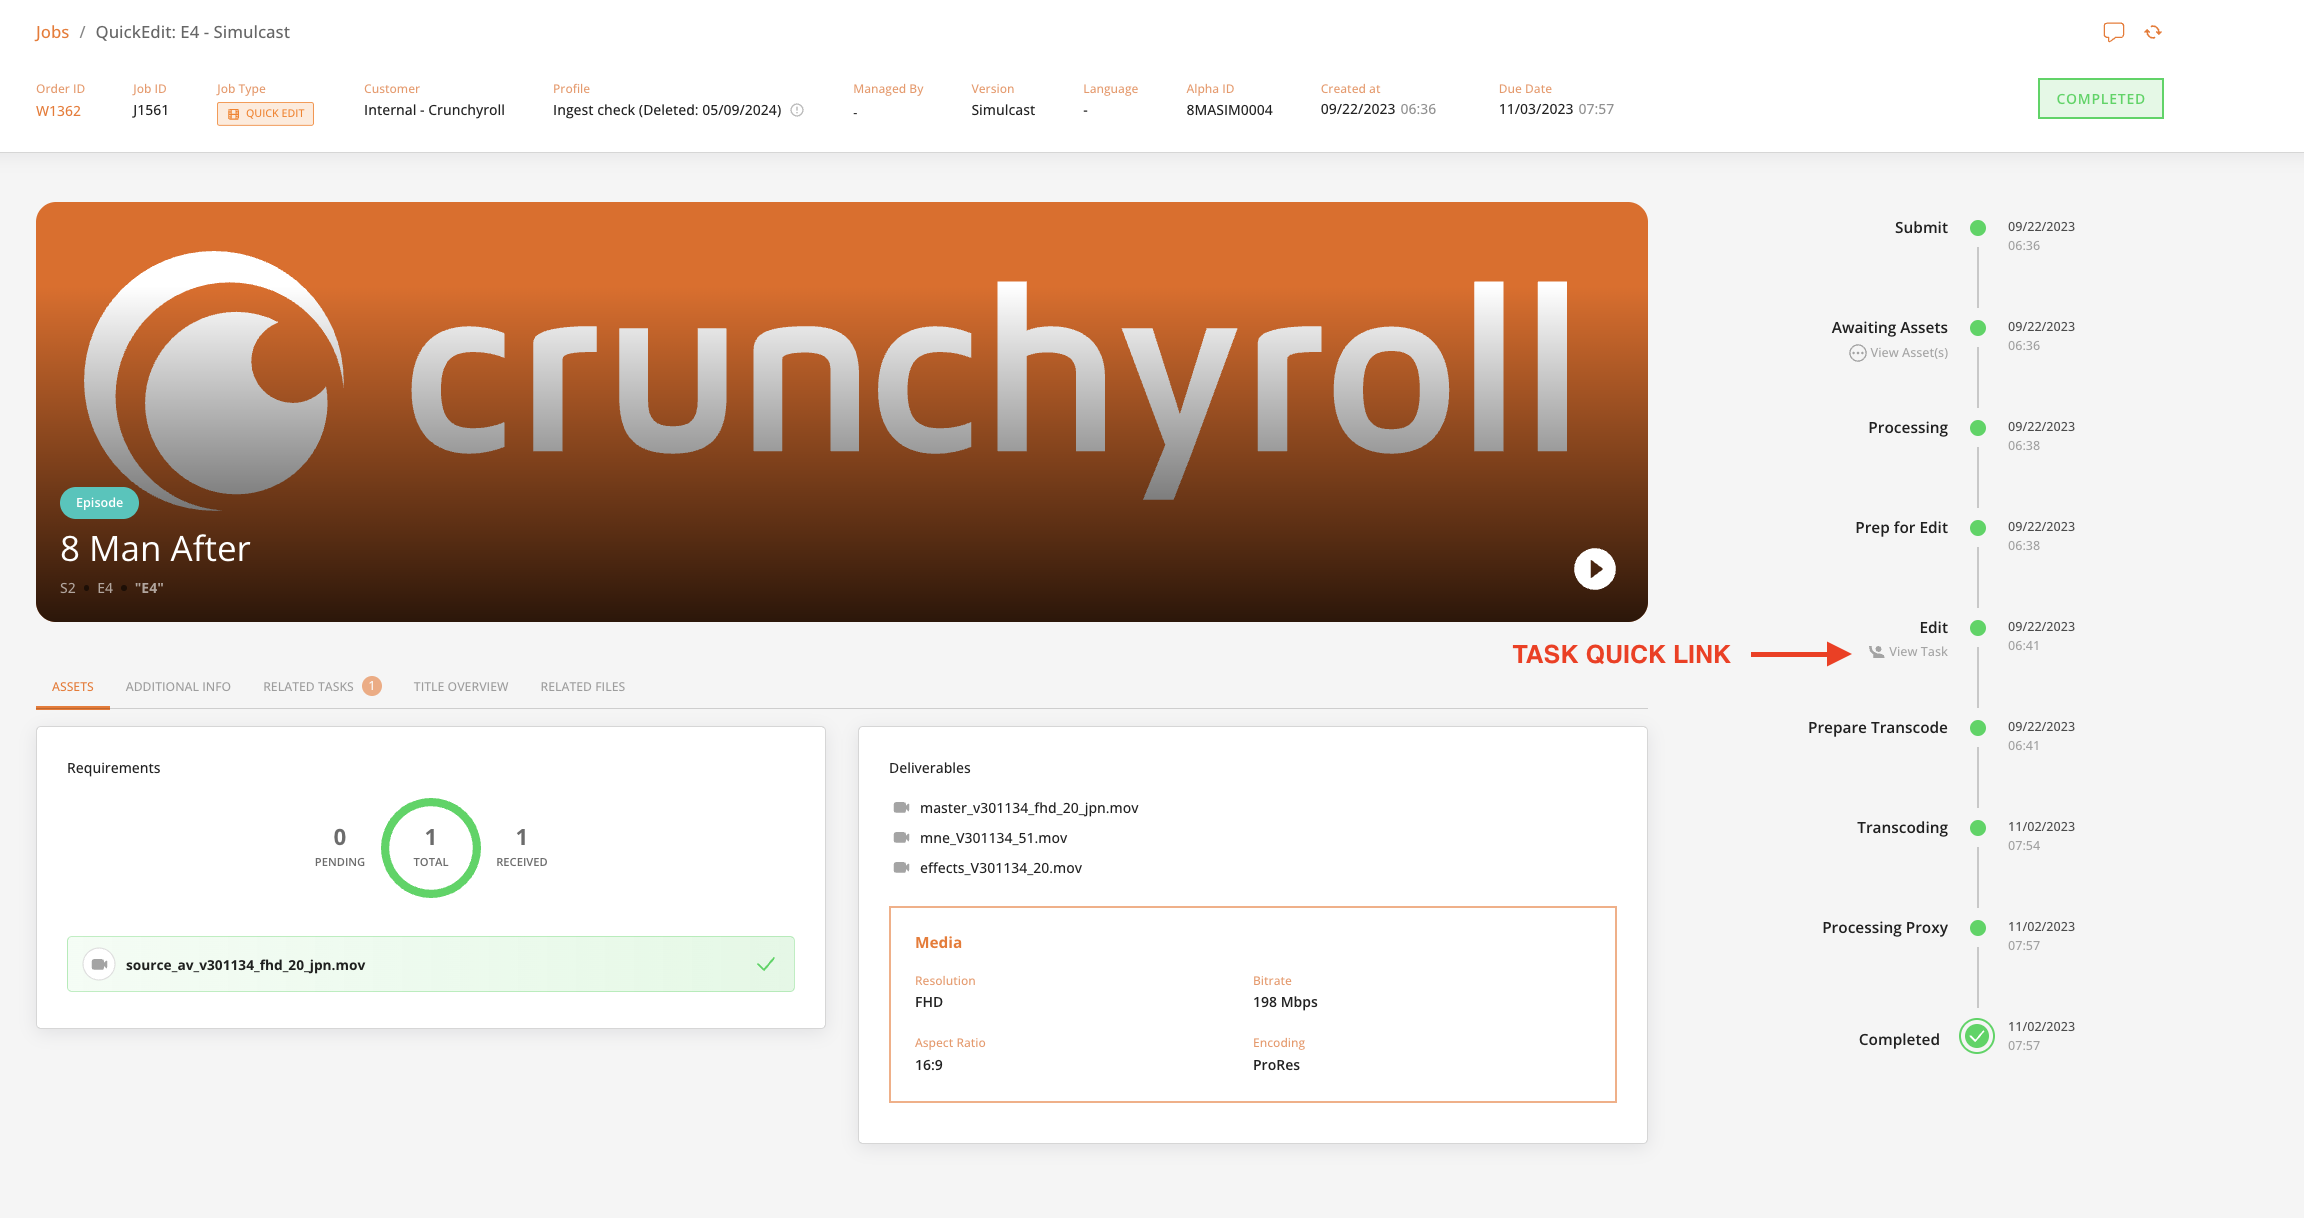 Jobs / QuickEdit: E4 - Simulcast
Order ID Job ID Job Type Customer Profile Managed By Version Language Alpha ID Created at Due Date
W1362 J1561 QUICK EDIT Internal - Crunchyroll Ingest check (Deleted: 05/09/2024) - Simulcast - 8MASIM0004 09/22/2023 06:36 11/03/2023 07:57
COMPLETED
crunchyroll
Episode
8 Man After
S2 • E4 • "E4"
Submit 09/22/2023
06:36
Awaiting Assets 09/22/2023
View Asset(s) 06:36
Processing 09/22/2023
06:38
Prep for Edit 09/22/2023
06:38
Edit 09/22/2023
TASK QUICK LINK View Task 06:41
Prepare Transcode 09/22/2023
06:41
Transcoding 11/02/2023
07:54
Processing Proxy 11/02/2023
07:57
Completed 11/02/2023
07:57
ASSETS ADDITIONAL INFO RELATED TASKS 1 TITLE OVERVIEW RELATED FILES
Requirements
0 1 1
PENDING TOTAL RECEIVED
source_av_v301134_fhd_20_jpn.mov
Deliverables
master_v301134_fhd_20_jpn.mov
mne_V301134_51.mov
effects_V301134_20.mov
Media
Resolution Bitrate
FHD 198 Mbps
Aspect Ratio Encoding
16:9 ProRes